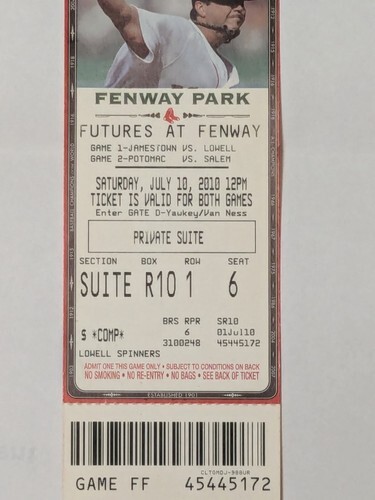 FENWAY PARK
FUTURES AT FENWAY
GAME 1-JAMESTOWN VS. LOWELL
GAME 2-POTOMAC VS. SALEM
SATURDAY, JULY 10, 2010 12PM
TICKET IS VALID FOR BOTH GAMES
Enter GATE D-Yawkey/Van Ness
PRIVATE SUITE
SECTION BOX ROW SEAT
SUITE R10 1 6
BRS RPR SR10
$ *COMP* 6 01Jul10
3100248 45445172
LOWELL SPINNERS
ADMIT ONE THIS GAME ONLY • SUBJECT TO CONDITIONS ON BACK
NO SMOKING • NO RE-ENTRY • NO BAGS • SEE BACK OF TICKET
ESTABLISHED 1901
GAME FF 45445172